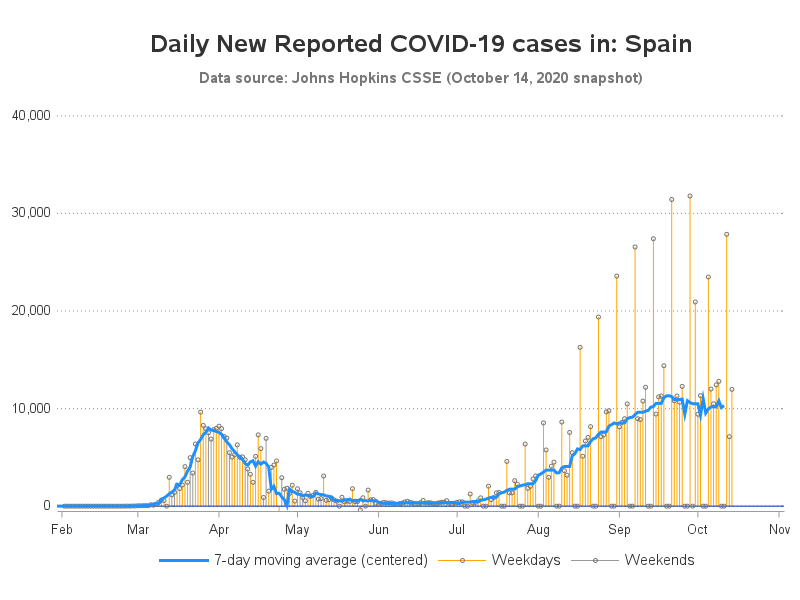 Daily New Reported COVID-19 cases in: Spain
Data source: Johns Hopkins CSSE (October 14, 2020 snapshot)
40,000
30,000
20,000
10,000
0
Feb Mar Apr May Jun Jul Aug Sep Oct Nov
7-day moving average (centered) Weekdays Weekends